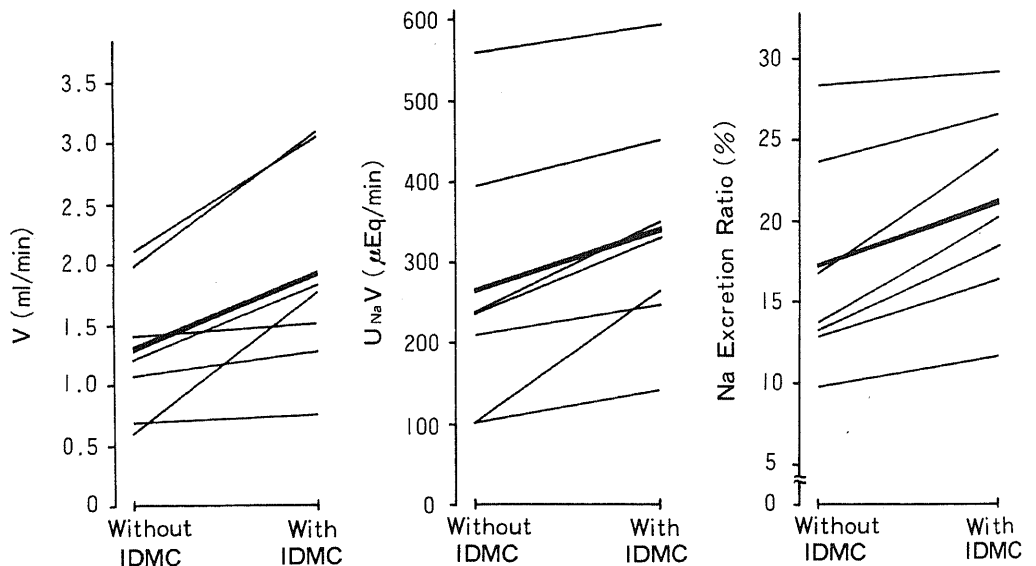 V (ml/min)
3.5
3.0
2.5
2.0
1.5
1.0
0.5
0
Without IDMC
With IDMC
UNaV (μEq/min)
600
500
400
300
200
100
0
Without IDMC
With IDMC
Na Excretion Ratio (%)
30
25
20
15
10
5
0
Without IDMC
With IDMC